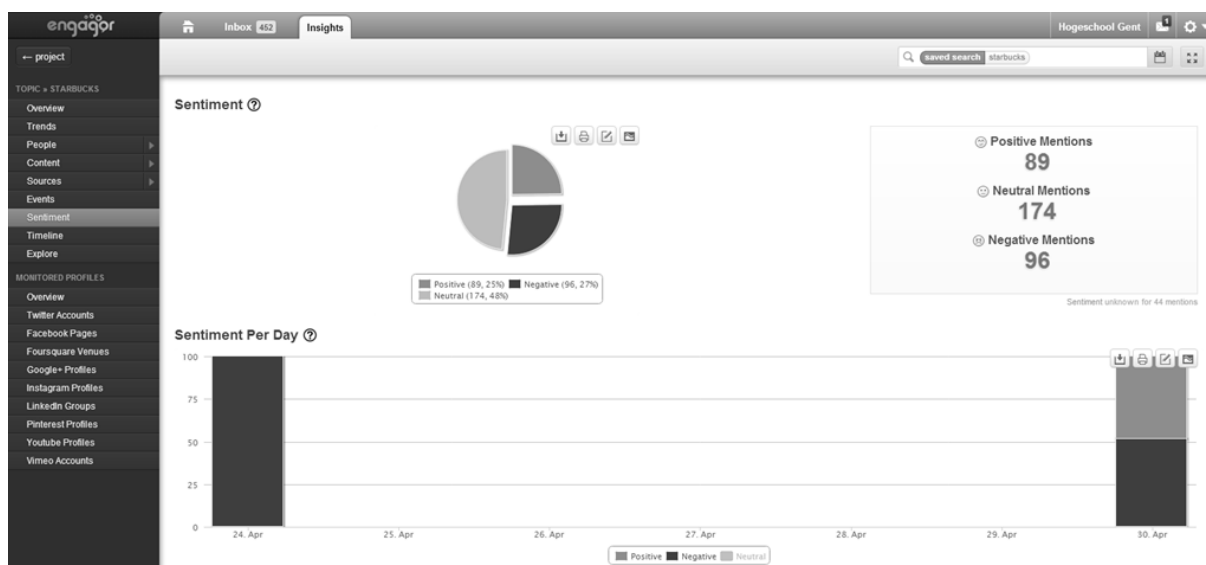 engagor
Inbox 452
Insights
Hogeschool Gent
1
← project
saved search starbucks
TOPIC » STARBUCKS
Overview
Trends
People
Content
Sources
Events
Sentiment
Timeline
Explore
MONITORED PROFILES
Overview
Twitter Accounts
Facebook Pages
Foursquare Venues
Google+ Profiles
Instagram Profiles
LinkedIn Groups
Pinterest Profiles
Youtube Profiles
Vimeo Accounts
Sentiment ?
Positive (89, 25%) Negative (96, 27%)
Neutral (174, 48%)
Positive Mentions
89
Neutral Mentions
174
Negative Mentions
96
Sentiment unknown for 44 mentions
Sentiment Per Day ?
100
75
50
25
0
24. Apr 25. Apr 26. Apr 27. Apr 28. Apr 29. Apr 30. Apr
Positive Negative Neutral